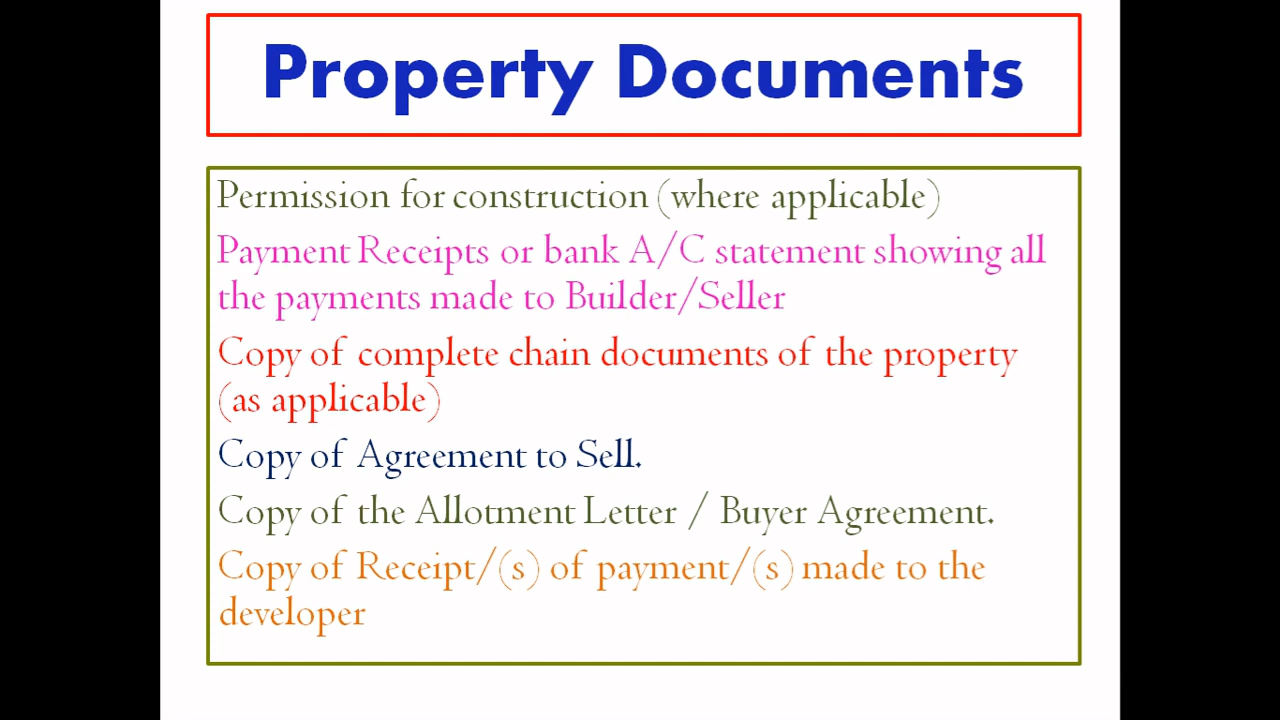 Property Documents
Permission for construction (where applicable)
Payment Receipts or bank A/C statement showing all
the payments made to Builder/Seller
Copy of complete chain documents of the property
(as applicable)
Copy of Agreement to Sell.
Copy of the Allotment Letter / Buyer Agreement.
Copy of Receipt/(s) of payment/(s) made to the
developer